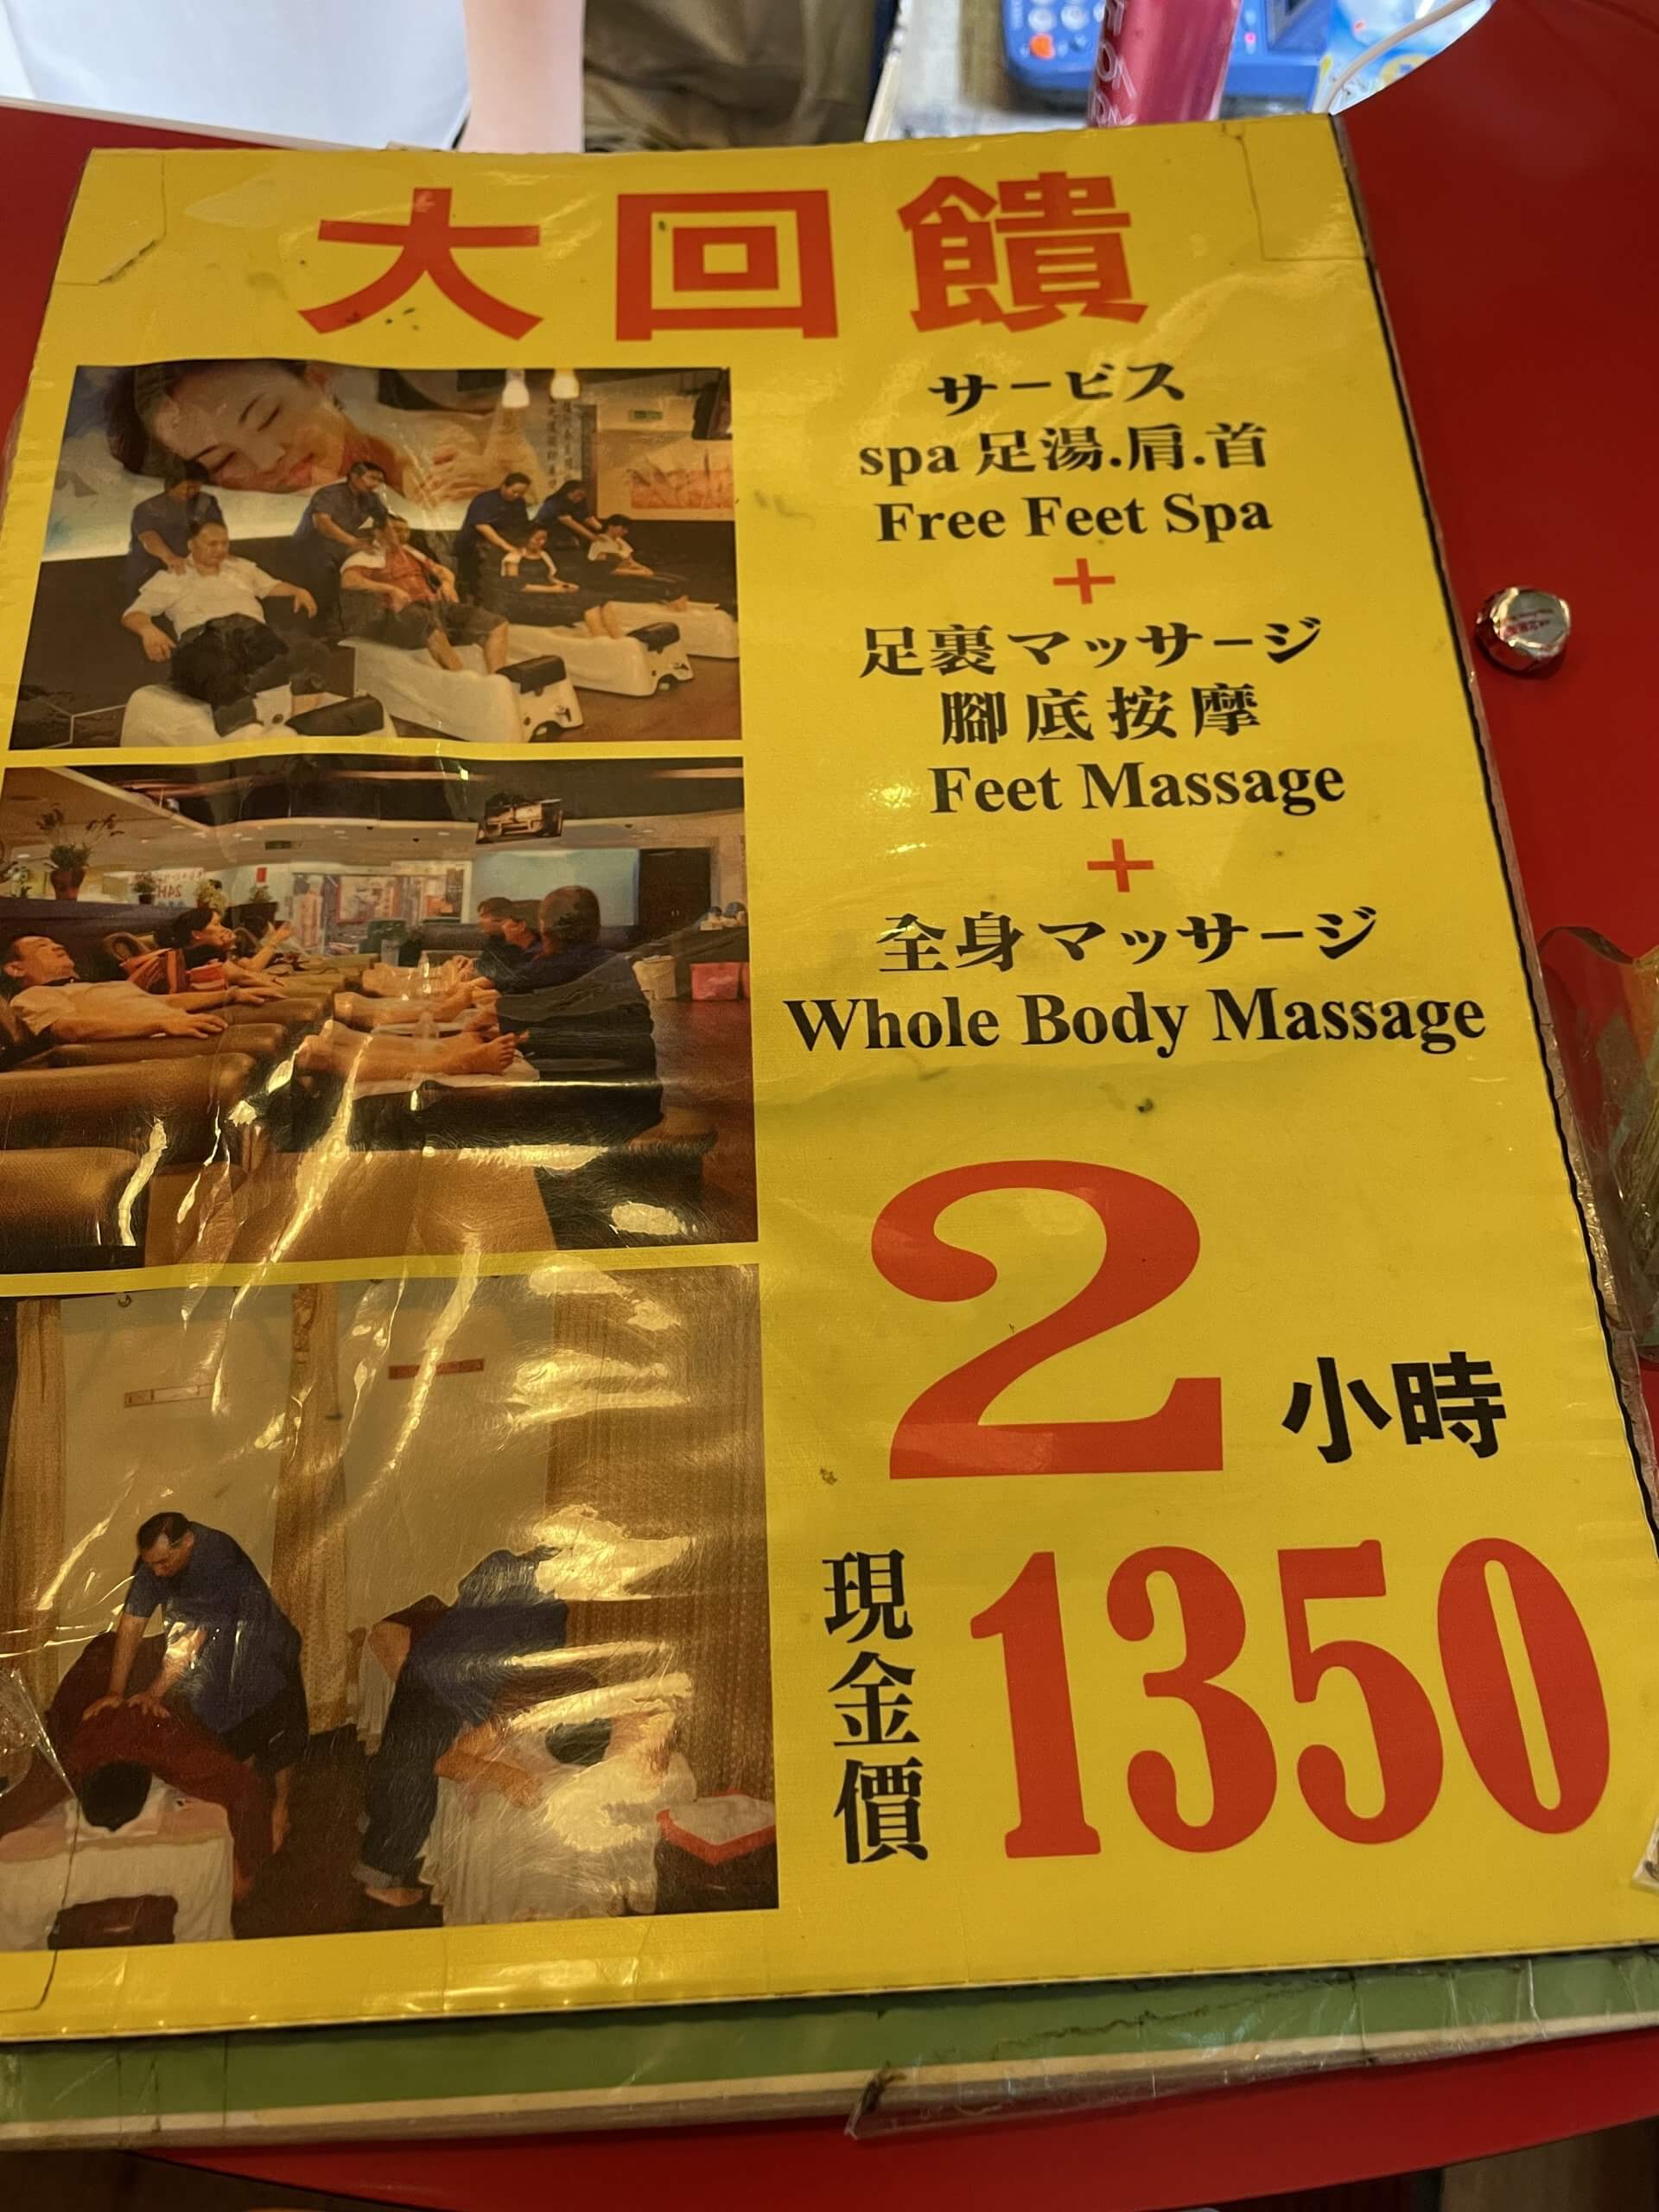 大回饋
サービス
spa 足湯.肩.首
Free Feet Spa
+
足裏マッサージ
腳底按摩
Feet Massage
+
全身マッサージ
Whole Body Massage
2 小時
現金價 1350